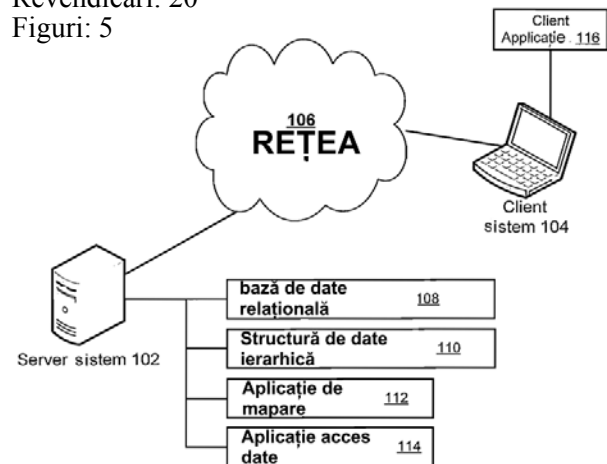 Revendicări: 20
Figuri: 5
Client
Applicație . 116
106
REȚEA
Client
sistem 104
bază de date
relațională 108
Server sistem 102
Structură de date
ierarhică 110
Aplicație de
mapare 112
Aplicație acces
date 114